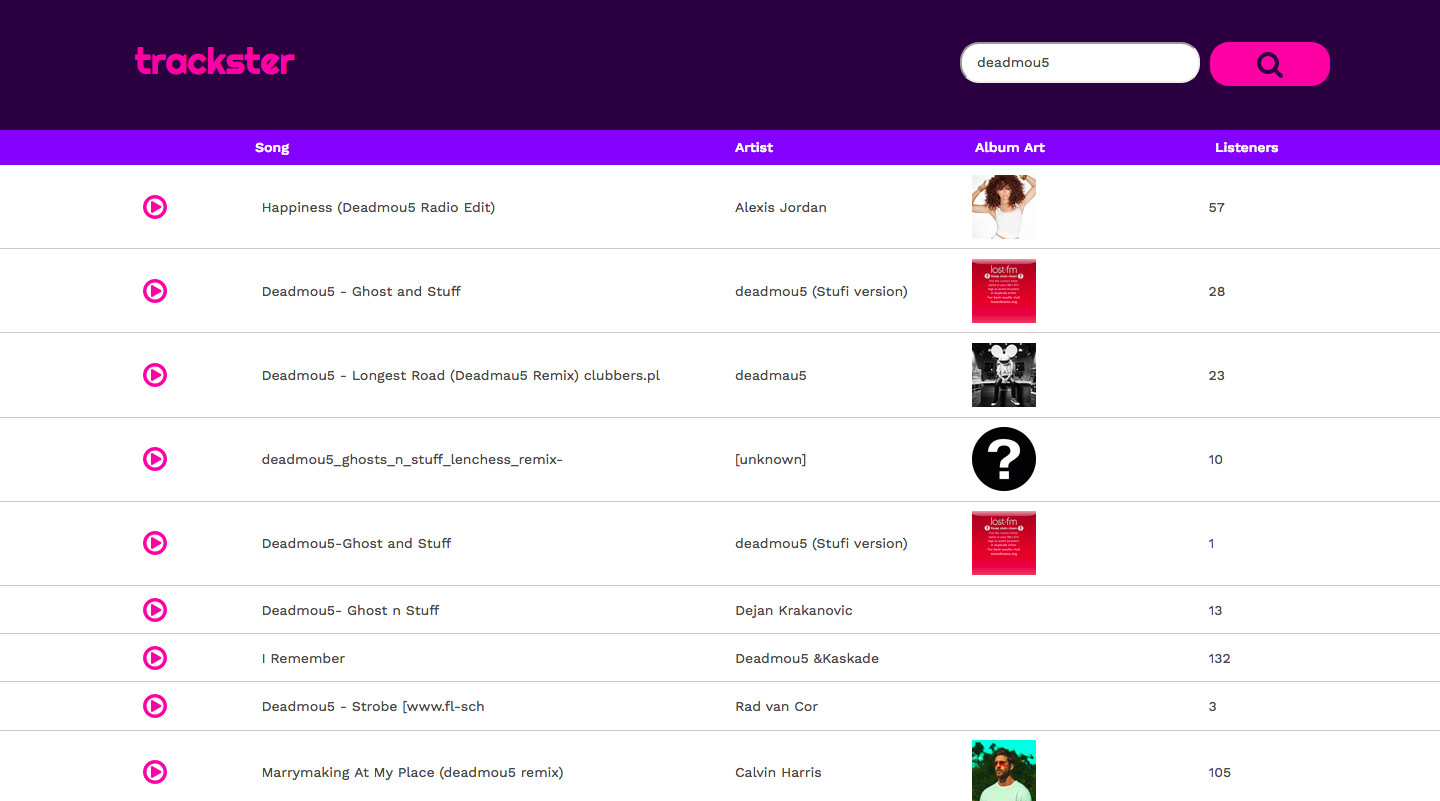 trackster
deadmou5
Song Artist Album Art Listeners
Happiness (Deadmou5 Radio Edit) Alexis Jordan 57
Deadmou5 - Ghost and Stuff deadmou5 (Stufi version) 28
lost.fm
Deadmou5 - Longest Road (Deadmau5 Remix) clubbers.pl deadmau5 23
deadmou5_ghosts_n_stuff_lenchess_remix- [unknown] ? 10
Deadmou5-Ghost and Stuff deadmou5 (Stufi version) 1
lost.fm
Deadmou5- Ghost n Stuff Dejan Krakanovic 13
I Remember Deadmou5 &Kaskade 132
Deadmou5 - Strobe [www.fl-sch Rad van Cor 3
Marrymaking At My Place (deadmou5 remix) Calvin Harris 105